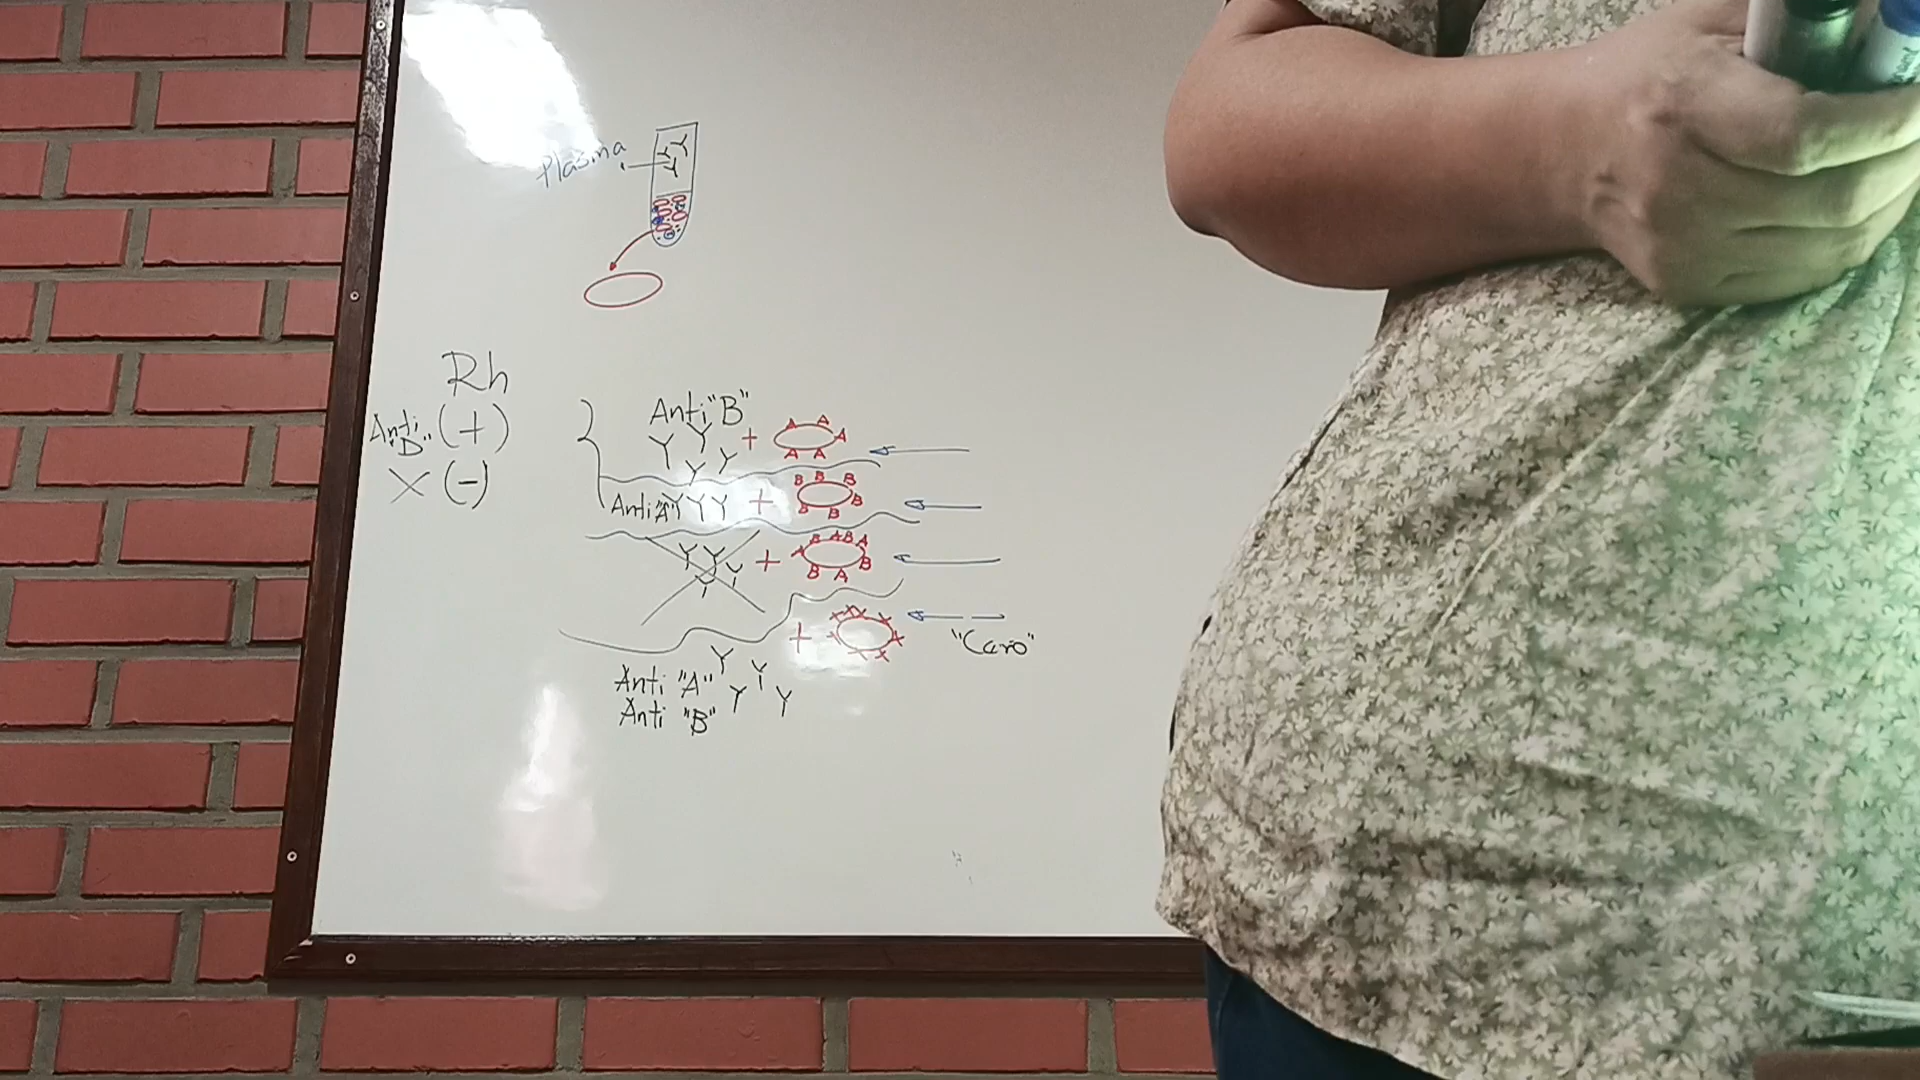 Plasma
Rh
Anti "D" (+)
X (-)
Anti "B"
+ A A A A A
Anti "A" + B B B B B B
+ A B A B A B A B
+ "Cero"
Anti "A"
Anti "B"